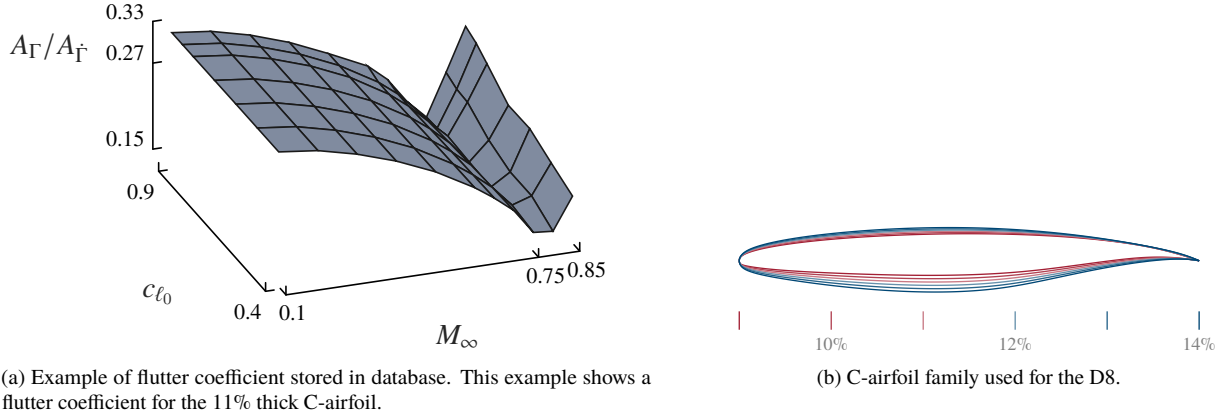 0.33
A_Γ/A_Γ̇
0.27
0.15
0.9
c_ℓ₀
0.4
0.1
0.75
0.85
M_∞
10%
12%
14%
(a) Example of flutter coefficient stored in database. This example shows a
flutter coefficient for the 11% thick C-airfoil.
(b) C-airfoil family used for the D8.